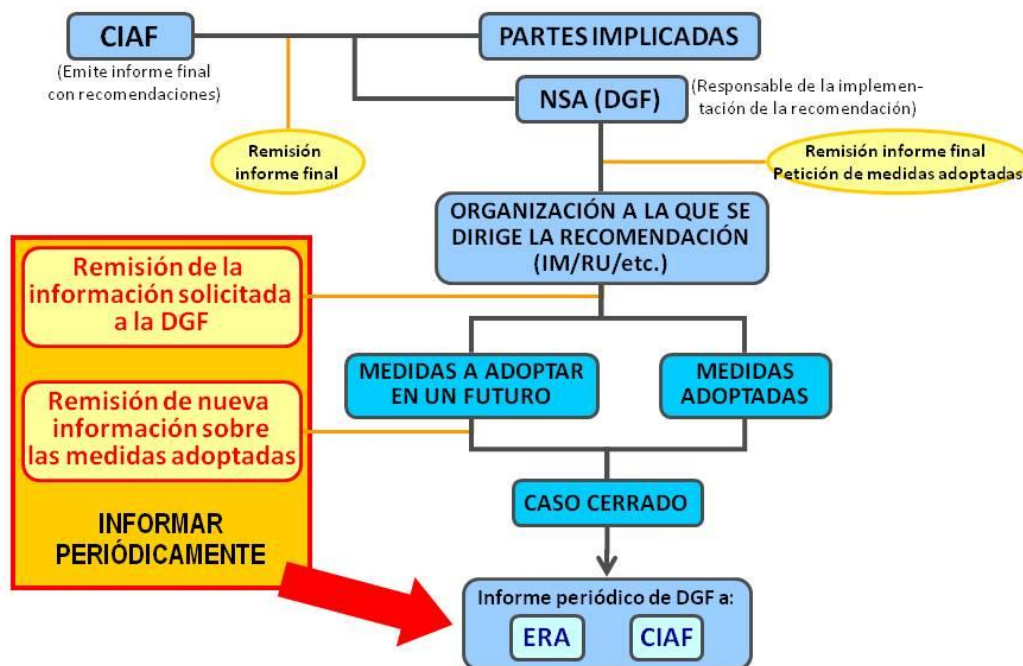 CIAF
(Emite informe final
con recomendaciones)
PARTES IMPLICADAS
NSA (DGF)
(Responsable de la implemen-
tación de la recomendación)
Remisión
informe final
Remisión informe final
Petición de medidas adoptadas
ORGANIZACIÓN A LA QUE SE
DIRIGE LA RECOMENDACIÓN
(IM/RU/etc.)
Remisión de la
información solicitada
a la DGF
MEDIDAS A ADOPTAR
EN UN FUTURO
MEDIDAS
ADOPTADAS
Remisión de nueva
información sobre
las medidas adoptadas
CASO CERRADO
INFORMAR
PERIÓDICAMENTE
Informe periódico de DGF a:
ERA
CIAF